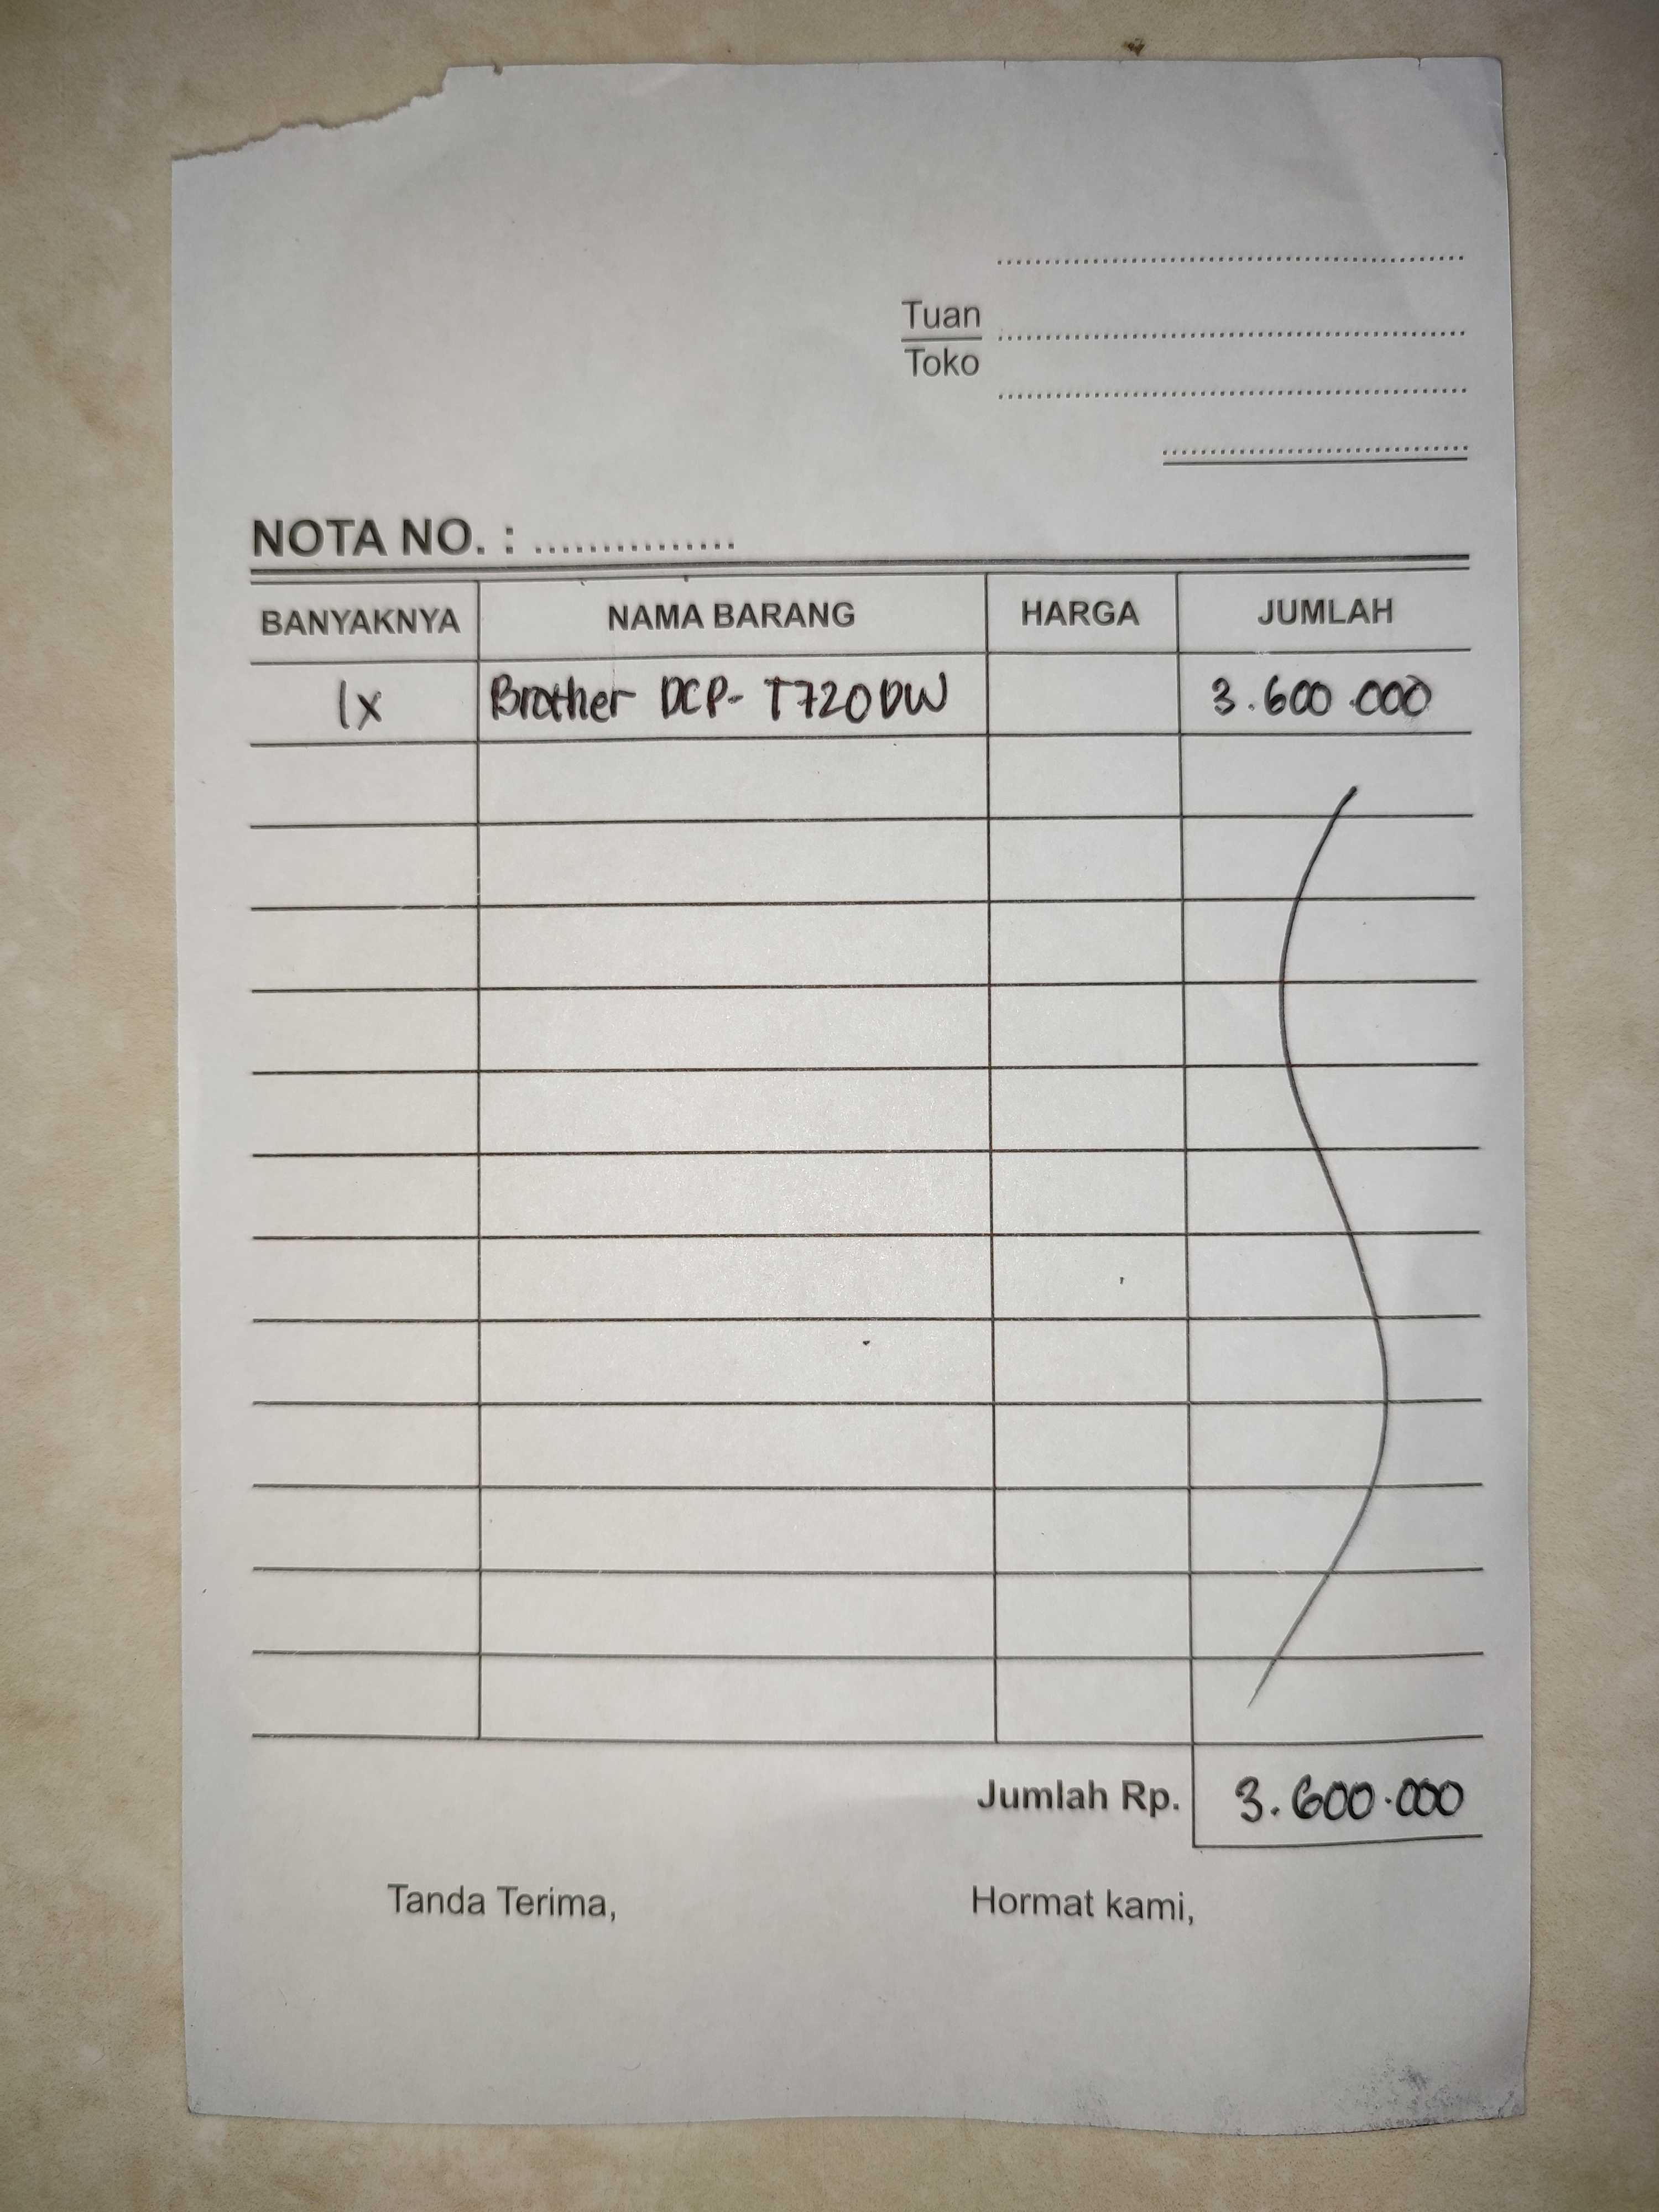 Tuan
Toko
NOTA NO. : ...............
BANYAKNYA NAMA BARANG HARGA JUMLAH
1x Brother DCP- T720DW 3.600.000
Jumlah Rp. 3.600.000
Tanda Terima, Hormat kami,